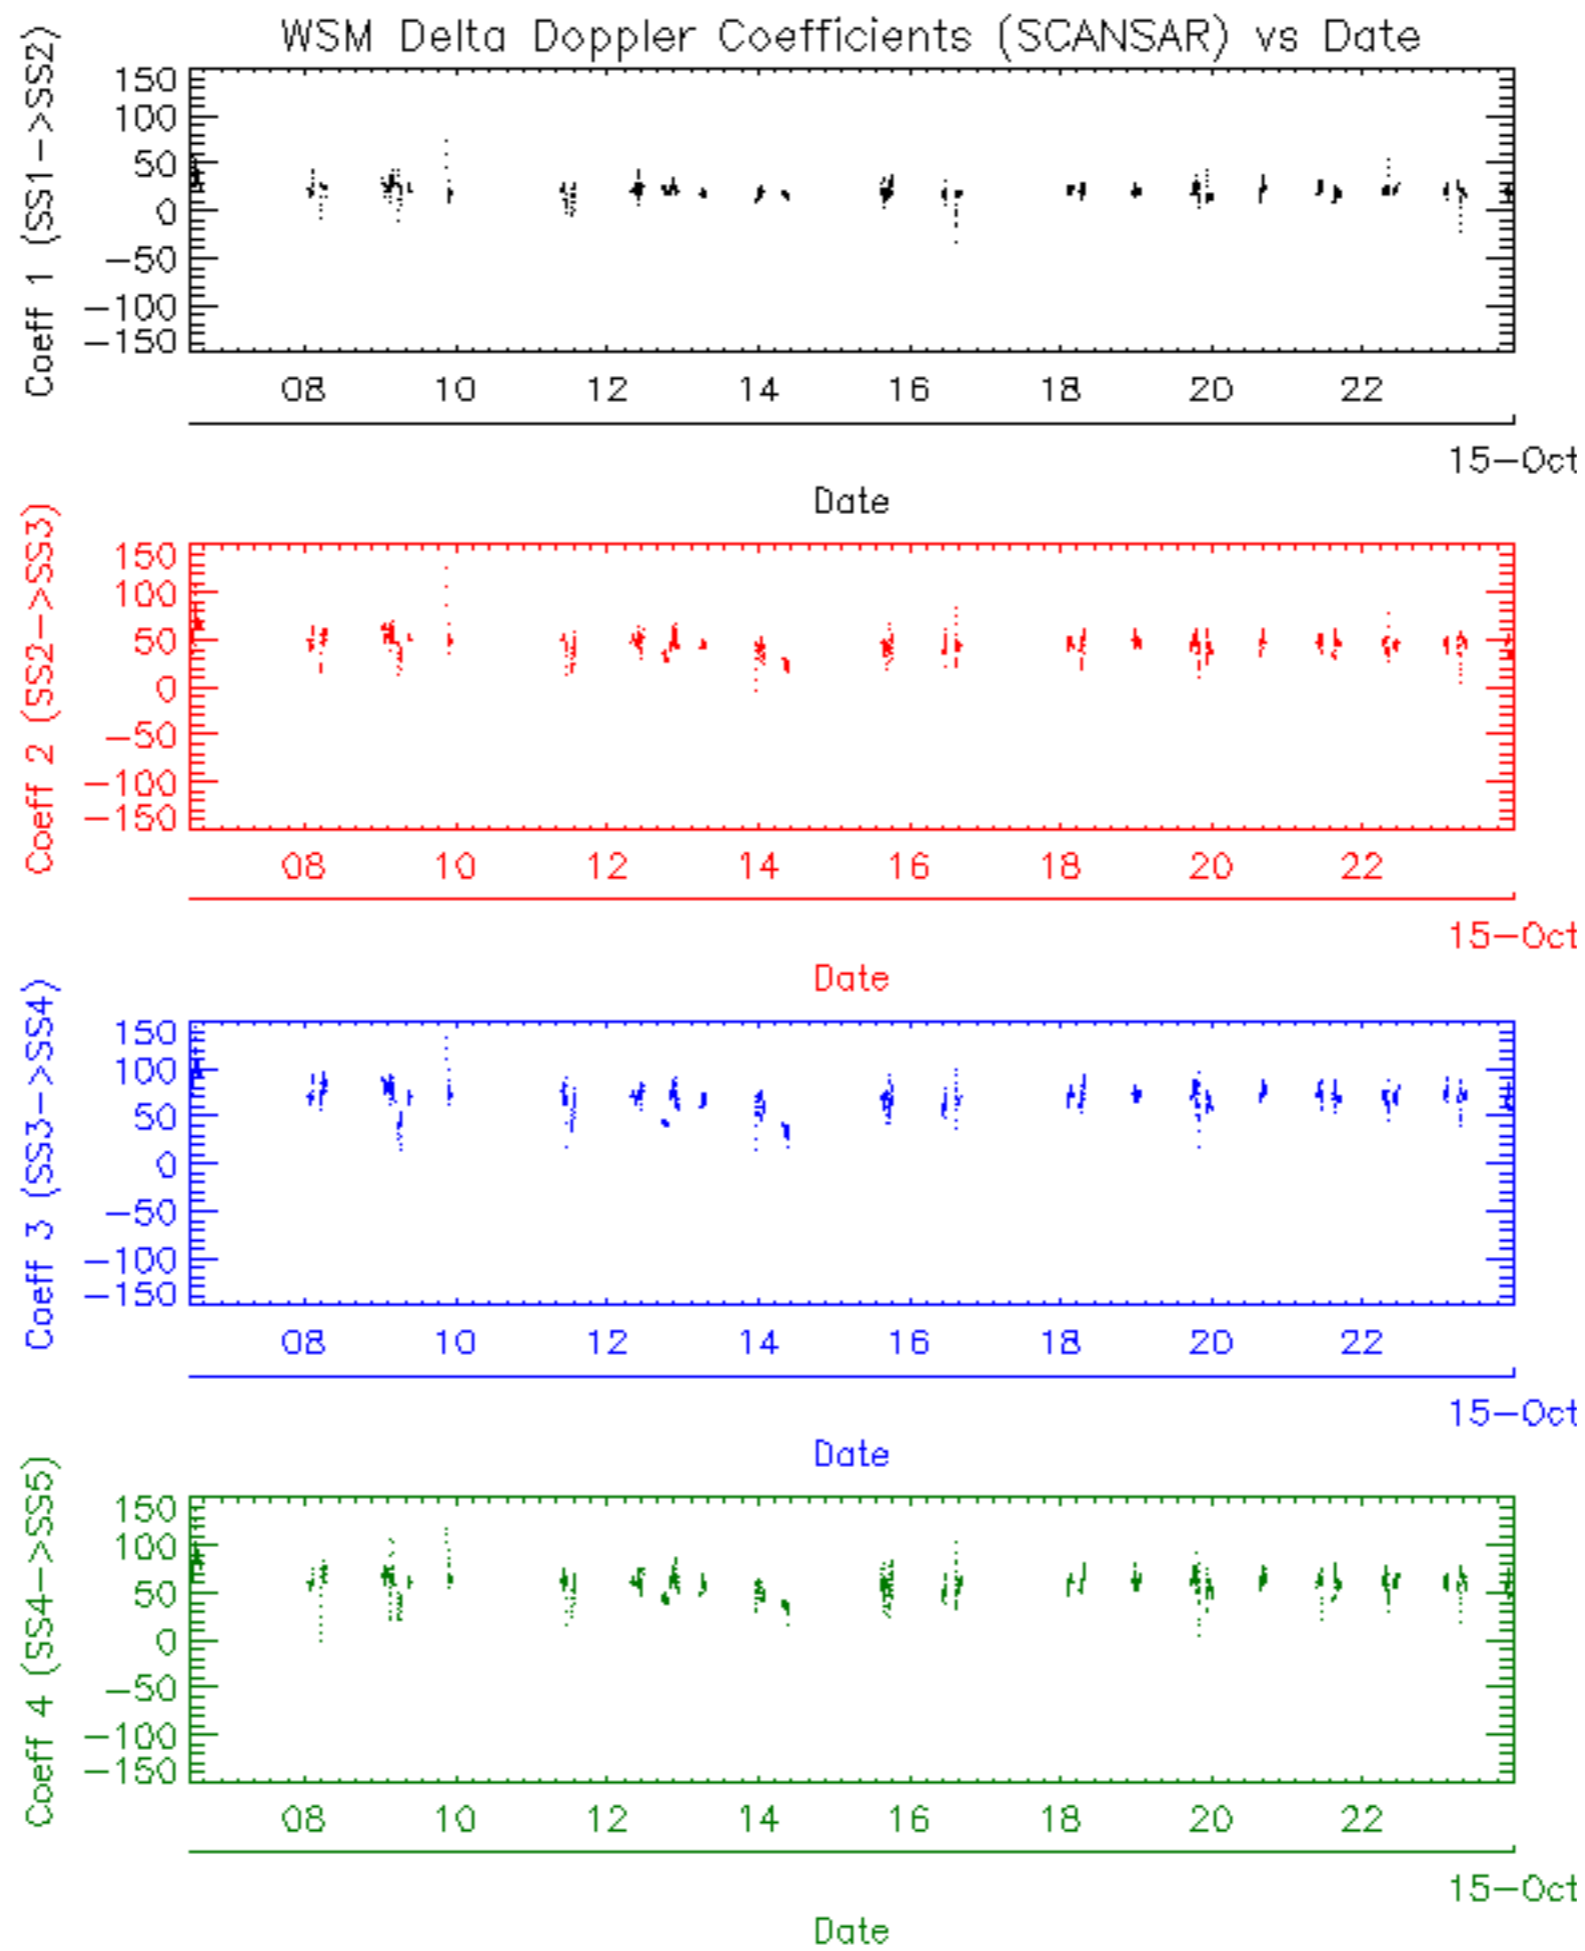 WSM Delta Doppler Coefficients (SCANSAR) vs Date
Coeff 1 (SS1->SS2)
150
100
50
0
-50
-100
-150
08 10 12 14 16 18 20 22
15-Oct
Date
Coeff 2 (SS2->SS3)
150
100
50
0
-50
-100
-150
08 10 12 14 16 18 20 22
15-Oct
Date
Coeff 3 (SS3->SS4)
150
100
50
0
-50
-100
-150
08 10 12 14 16 18 20 22
15-Oct
Date
Coeff 4 (SS4->SS5)
150
100
50
0
-50
-100
-150
08 10 12 14 16 18 20 22
15-Oct
Date